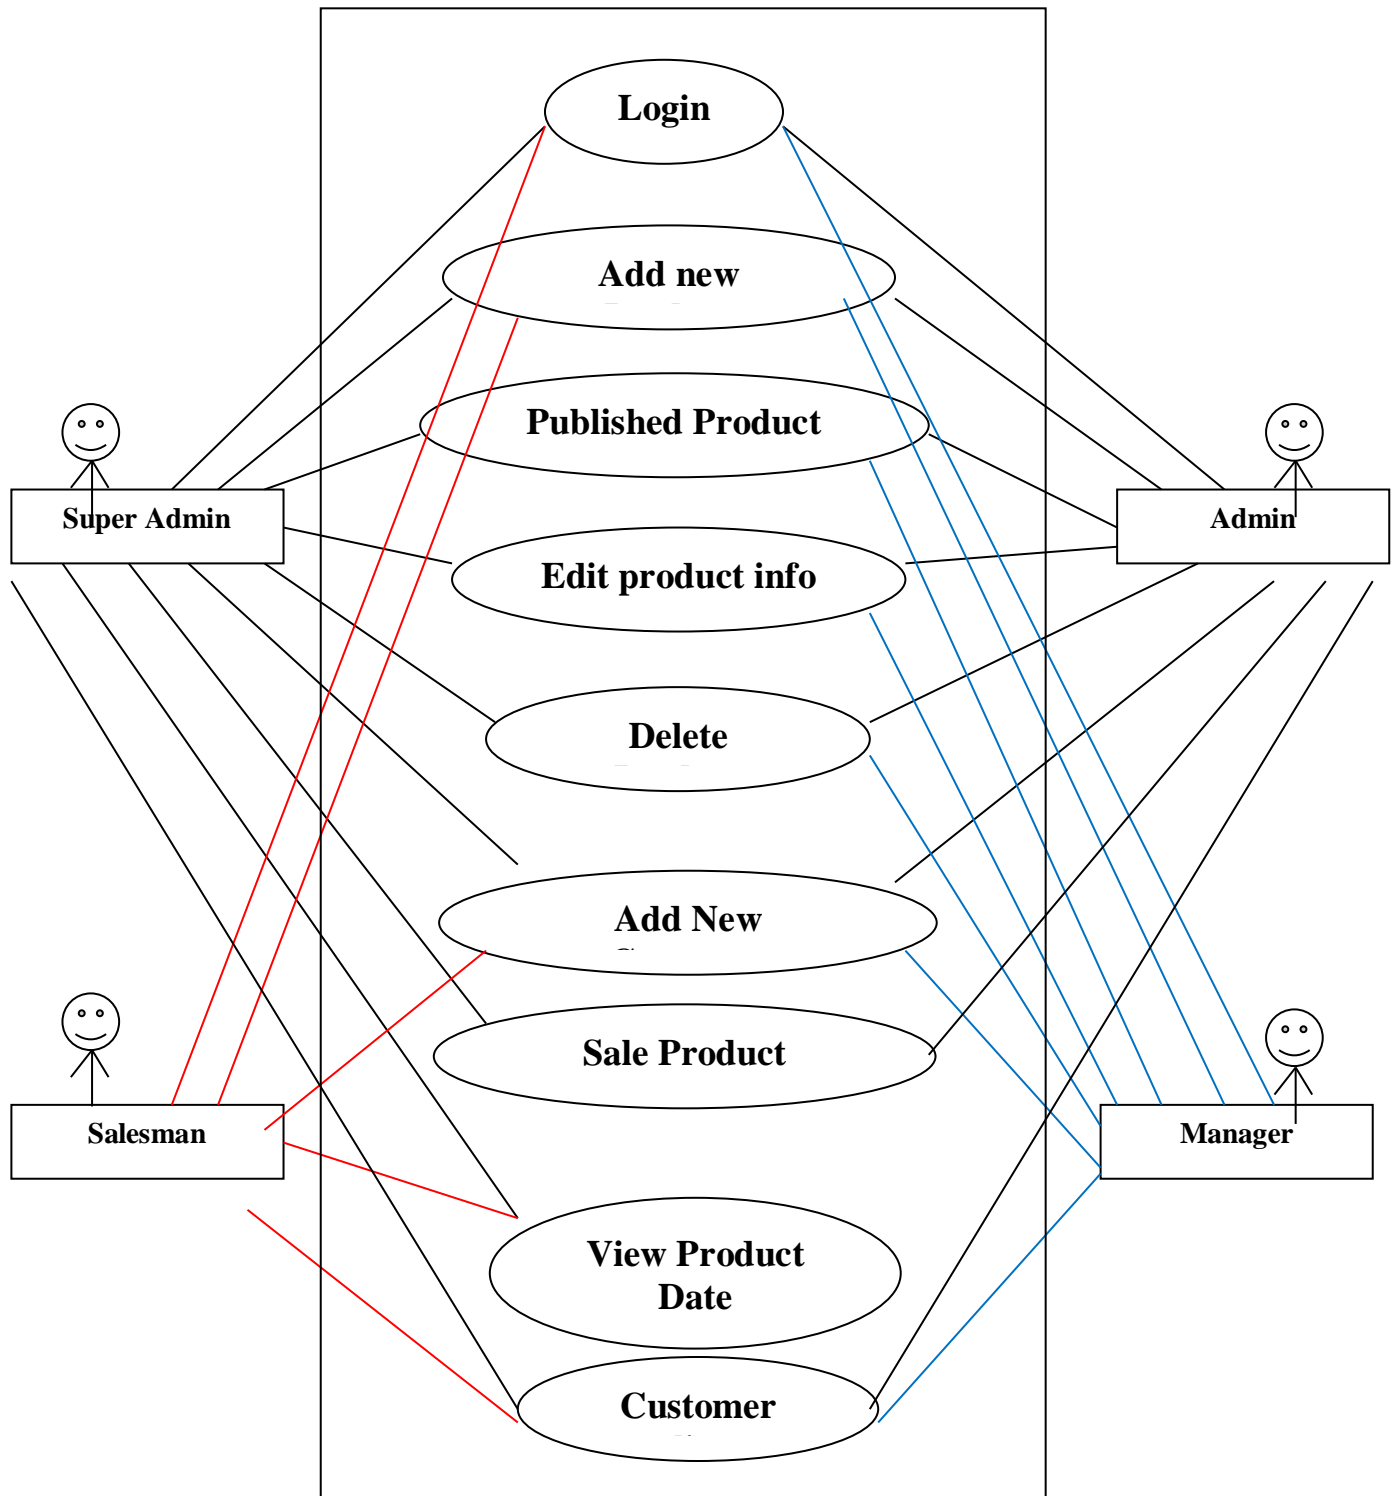 Login
Add new
Published Product
Super Admin
Admin
Edit product info
Delete
Add New
Sale Product
Salesman
Manager
View Product
Date
Customer